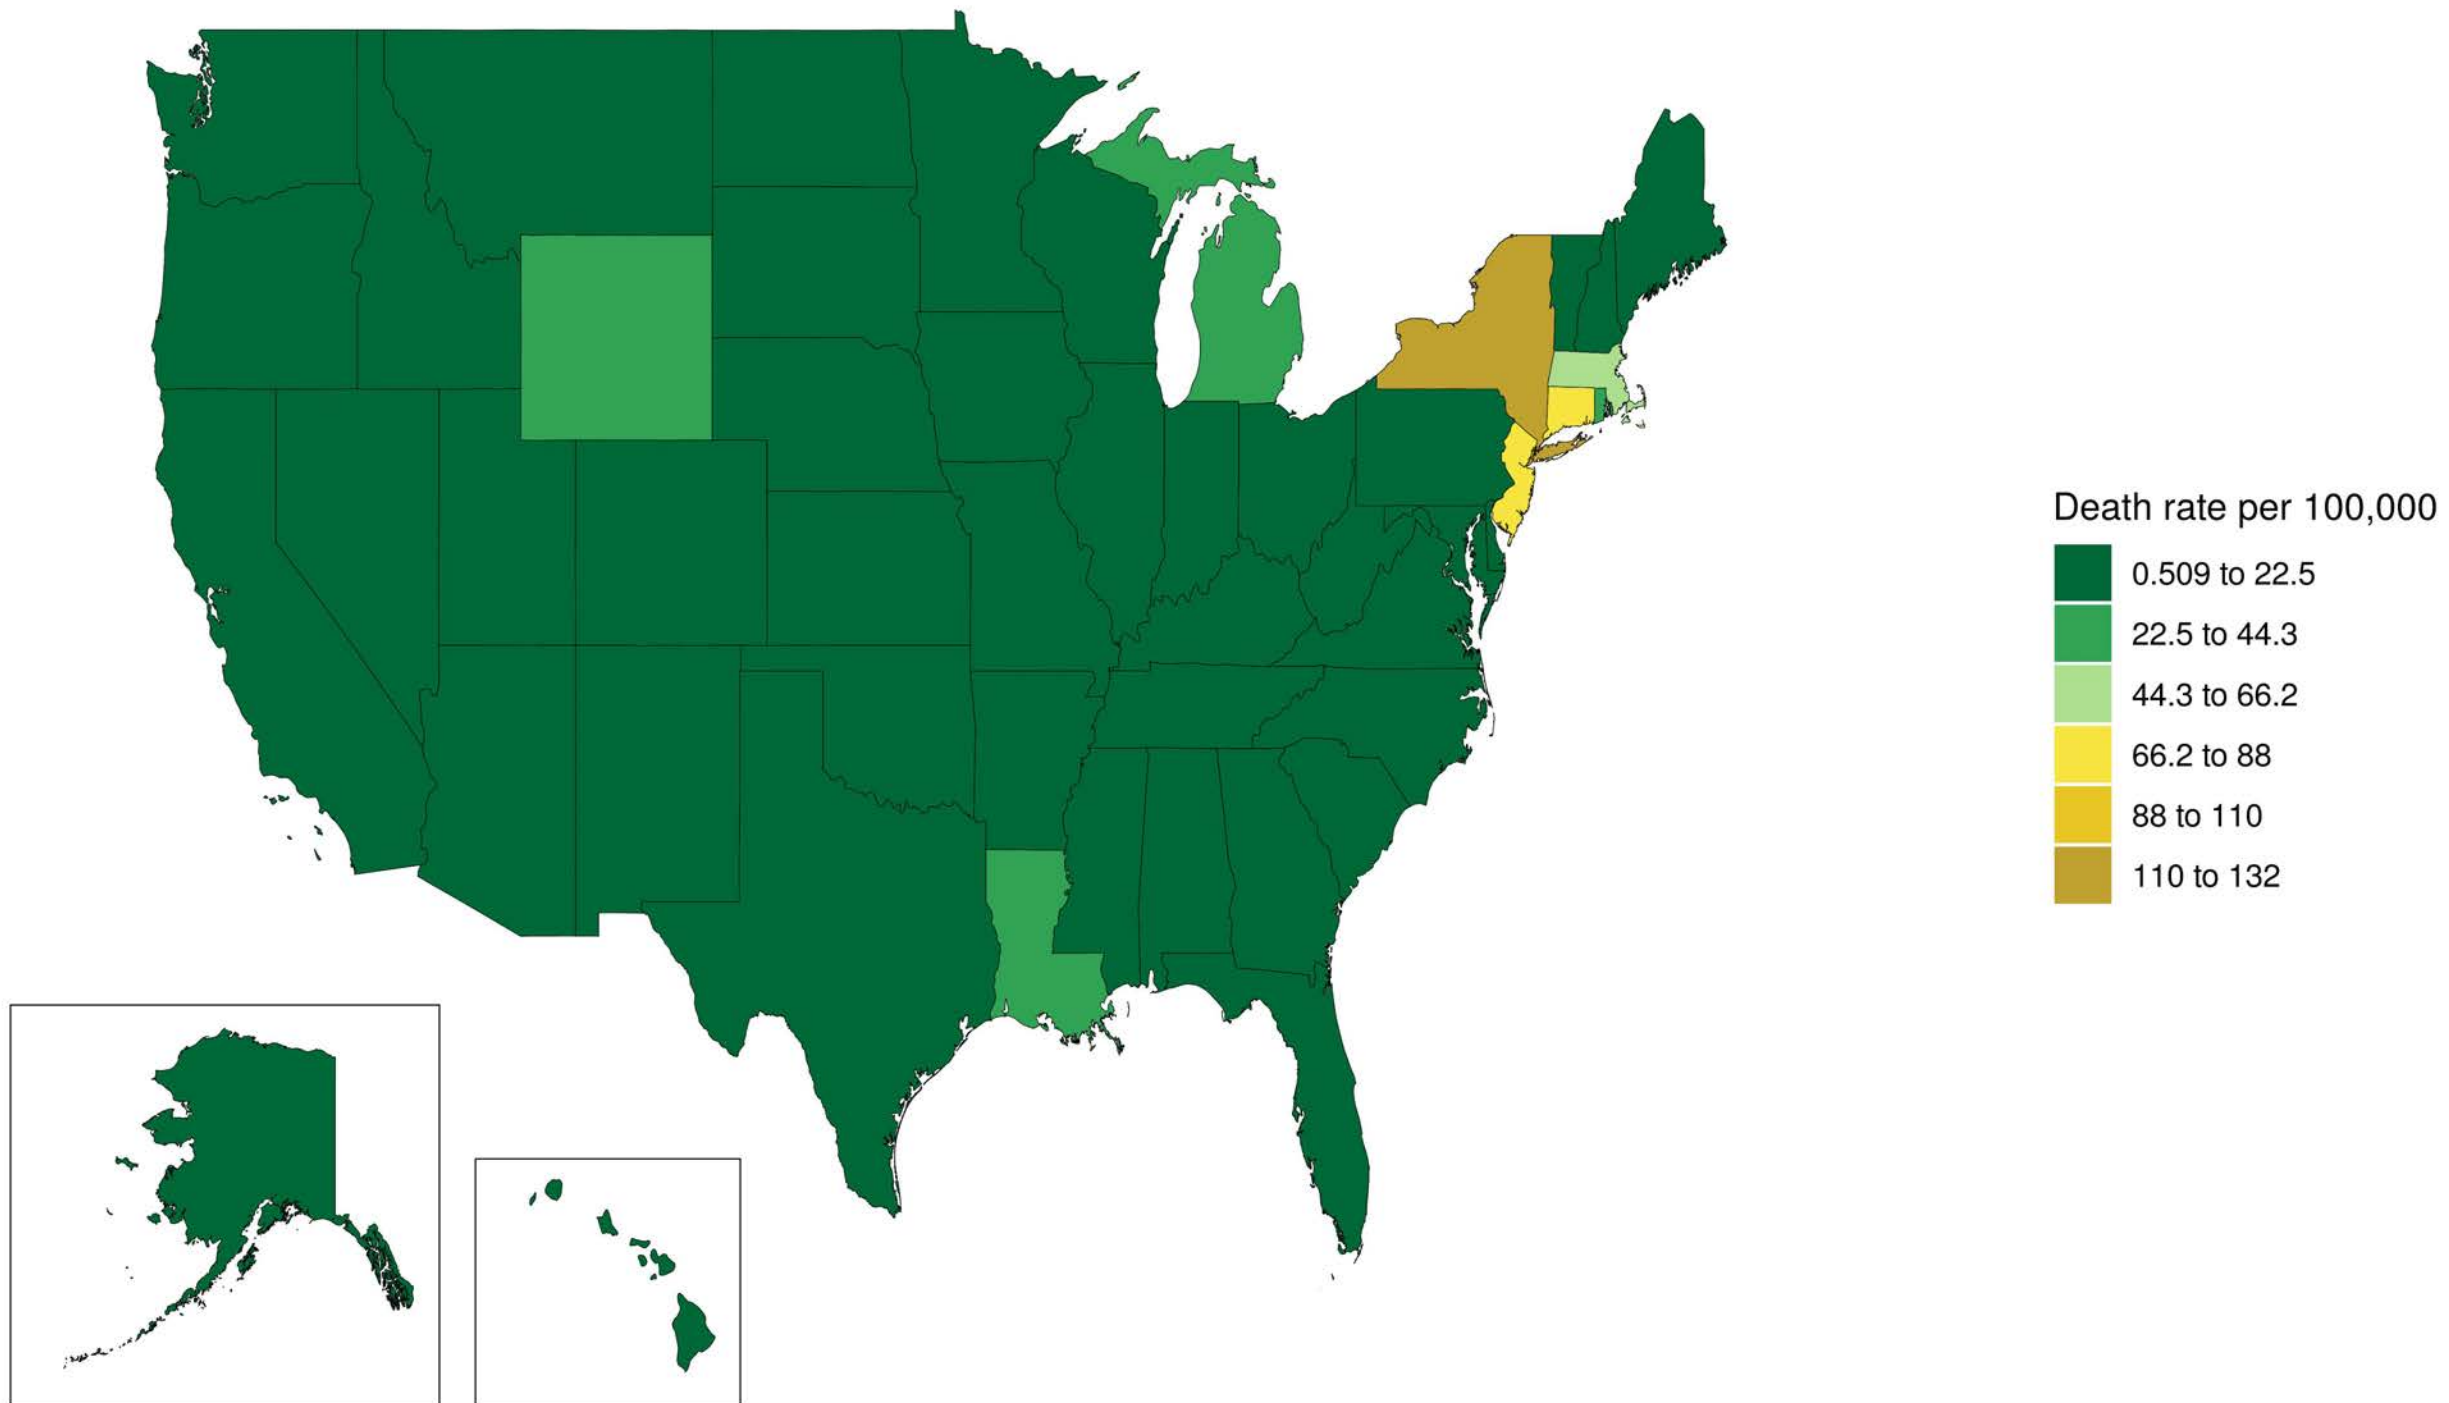 Death rate per 100,000
0.509 to 22.5
22.5 to 44.3
44.3 to 66.2
66.2 to 88
88 to 110
110 to 132